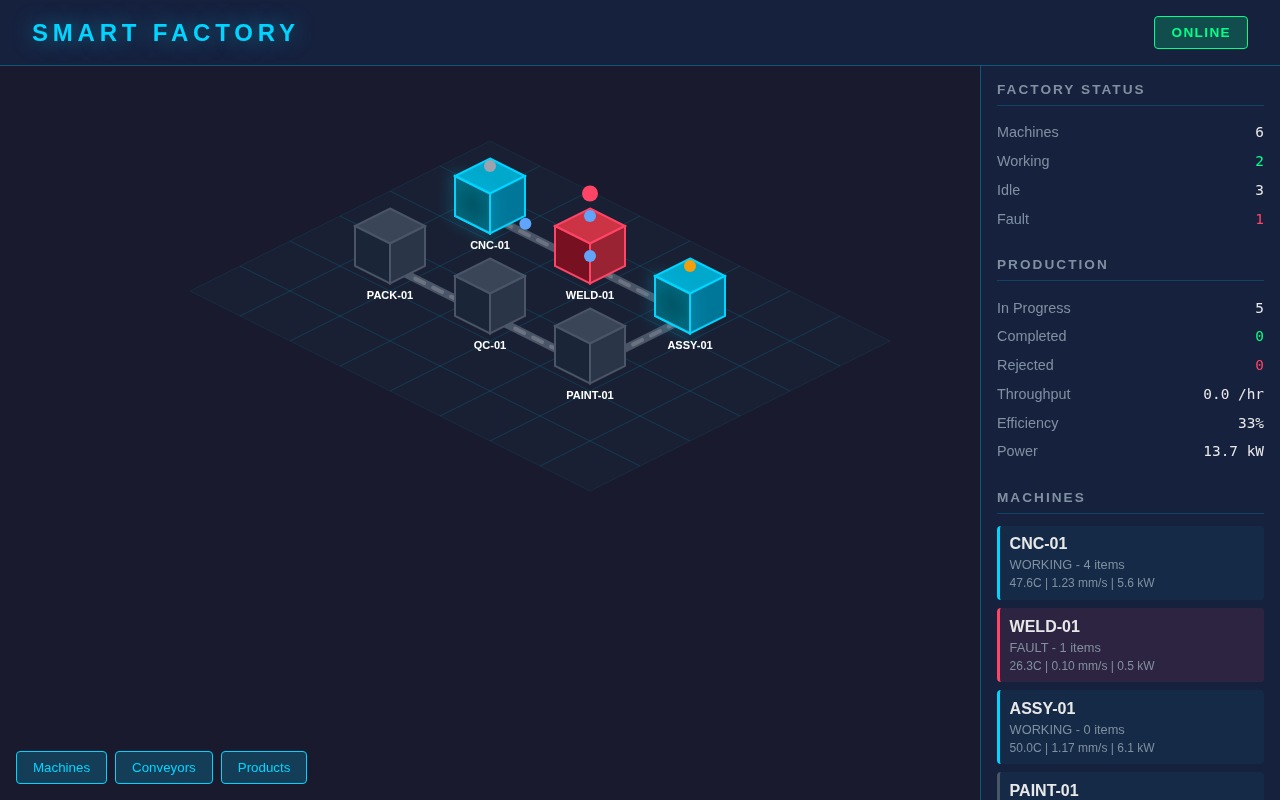 SMART FACTORY
ONLINE
CNC-01
PACK-01
WELD-01
QC-01
ASSY-01
PAINT-01
Machines
Conveyors
Products
FACTORY STATUS
Machines 6
Working 2
Idle 3
Fault 1
PRODUCTION
In Progress 5
Completed 0
Rejected 0
Throughput 0.0 /hr
Efficiency 33%
Power 13.7 kW
MACHINES
CNC-01
WORKING - 4 items
47.6C | 1.23 mm/s | 5.6 kW
WELD-01
FAULT - 1 items
26.3C | 0.10 mm/s | 0.5 kW
ASSY-01
WORKING - 0 items
50.0C | 1.17 mm/s | 6.1 kW
PAINT-01